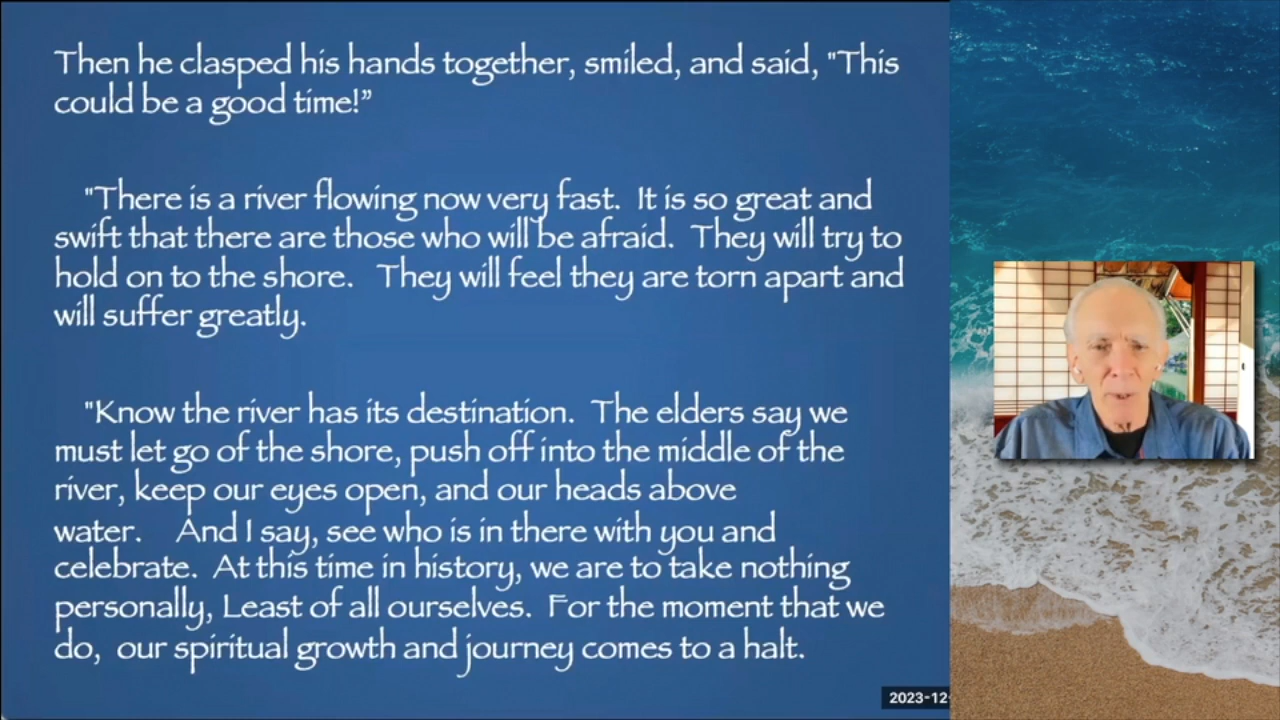 Then he clasped his hands together, smiled, and said, "This
could be a good time!”
"There is a river flowing now very fast. It is so great and
swift that there are those who will be afraid. They will try to
hold on to the shore. They will feel they are torn apart and
will suffer greatly.
"Know the river has its destination. The elders say we
must let go of the shore, push off into the middle of the
river, keep our eyes open, and our heads above
water. And I say, see who is in there with you and
celebrate. At this time in history, we are to take nothing
personally, Least of all ourselves. For the moment that we
do, our spiritual growth and journey comes to a halt.
2023-12-